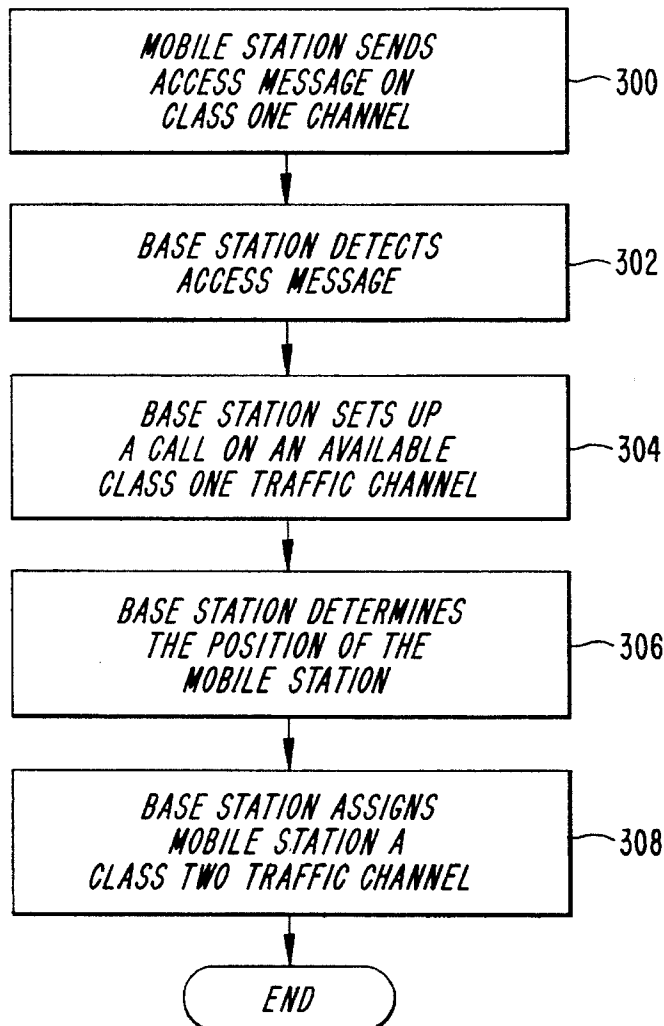 MOBILE STATION SENDS
ACCESS MESSAGE ON
CLASS ONE CHANNEL
300
BASE STATION DETECTS
ACCESS MESSAGE
302
BASE STATION SETS UP
A CALL ON AN AVAILABLE
CLASS ONE TRAFFIC CHANNEL
304
BASE STATION DETERMINES
THE POSITION OF THE
MOBILE STATION
306
BASE STATION ASSIGNS
MOBILE STATION A
CLASS TWO TRAFFIC CHANNEL
308
END